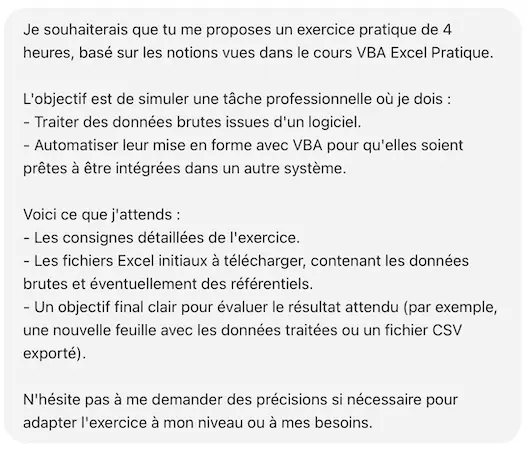 Je souhaiterais que tu me proposes un exercice pratique de 4
heures, basé sur les notions vues dans le cours VBA Excel Pratique.
L'objectif est de simuler une tâche professionnelle où je dois :
- Traiter des données brutes issues d'un logiciel.
- Automatiser leur mise en forme avec VBA pour qu'elles soient
prêtes à être intégrées dans un autre système.
Voici ce que j'attends :
- Les consignes détaillées de l'exercice.
- Les fichiers Excel initiaux à télécharger, contenant les données
brutes et éventuellement des référentiels.
- Un objectif final clair pour évaluer le résultat attendu (par exemple,
une nouvelle feuille avec les données traitées ou un fichier CSV
exporté).
N'hésite pas à me demander des précisions si nécessaire pour
adapter l'exercice à mon niveau ou à mes besoins.